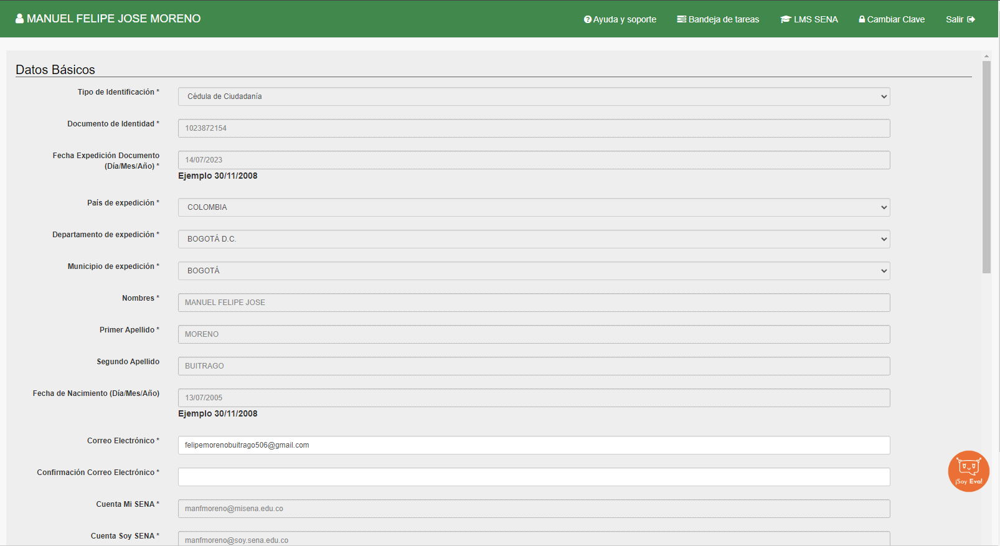 MANUEL FELIPE JOSE MORENO
Ayuda y soporte
Bandeja de tareas
LMS SENA
Cambiar Clave
Salir
Datos Básicos
Tipo de Identificación *
Cédula de Ciudadanía
Documento de Identidad *
1023872154
Fecha Expedición Documento
(Día/Mes/Año) *
14/07/2023
Ejemplo 30/11/2008
País de expedición *
COLOMBIA
Departamento de expedición *
BOGOTÁ D.C.
Municipio de expedición *
BOGOTÁ
Nombres *
MANUEL FELIPE JOSE
Primer Apellido *
MORENO
Segundo Apellido
BUITRAGO
Fecha de Nacimiento (Día/Mes/Año)
13/07/2005
Ejemplo 30/11/2008
Correo Electrónico *
felipemorenobuitrago506@gmail.com
Confirmación Correo Electrónico *
Cuenta Mi SENA *
manfmoreno@misena.edu.co
Cuenta Soy SENA *
manfmoreno@soy.sena.edu.co
¡Soy Eva!